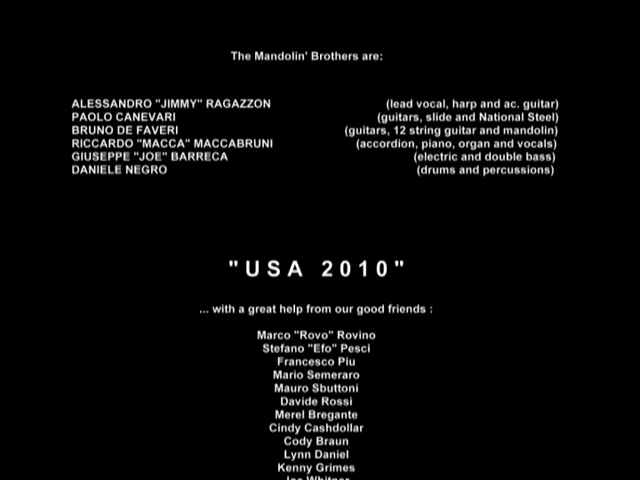 The Mandolin' Brothers are:
ALESSANDRO "JIMMY" RAGAZZON (lead vocal, harp and ac. guitar)
PAOLO CANEVARI (guitars, slide and National Steel)
BRUNO DE FAVERI (guitars, 12 string guitar and mandolin)
RICCARDO "MACCA" MACCABRUNI (accordion, piano, organ and vocals)
GIUSEPPE "JOE" BARRECA (electric and double bass)
DANIELE NEGRO (drums and percussions)
"USA 2010"
... with a great help from our good friends :
Marco "Rovo" Rovino
Stefano "Efo" Pesci
Francesco Piu
Mario Semeraro
Mauro Sbuttoni
Davide Rossi
Merel Bregante
Cindy Cashdollar
Cody Braun
Lynn Daniel
Kenny Grimes